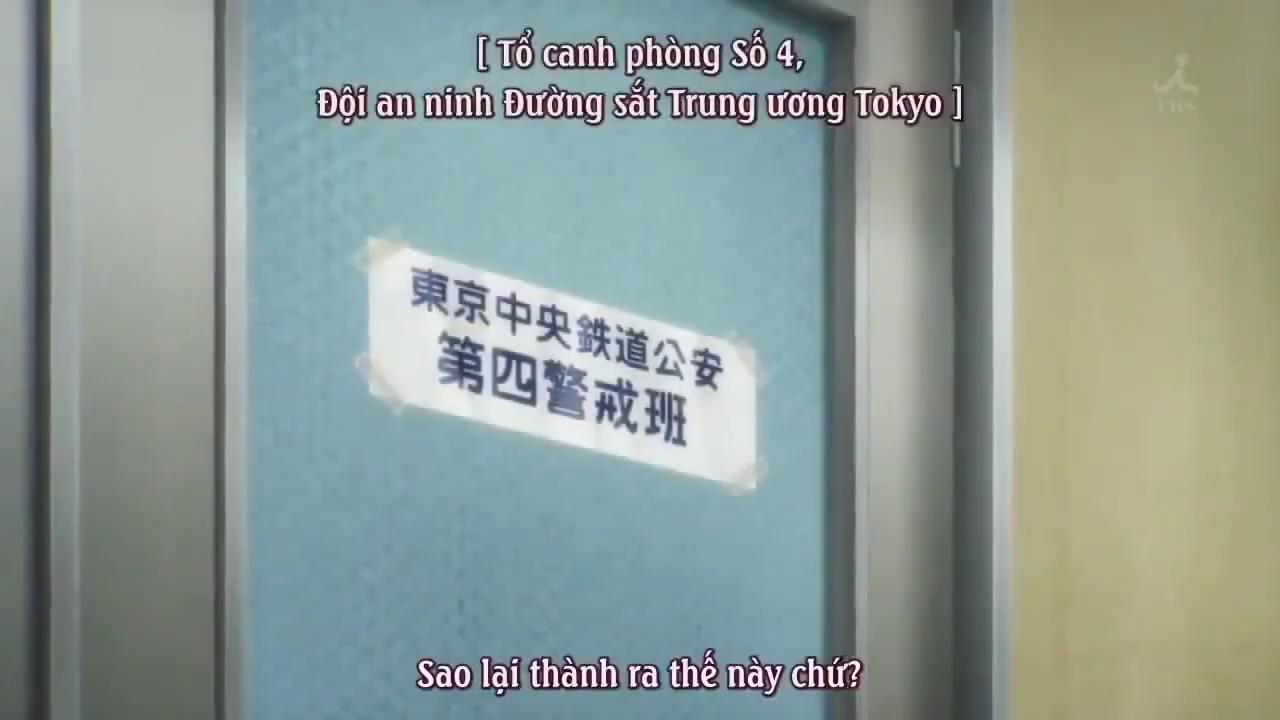 [ Tổ canh phòng Số 4,
Đội an ninh Đường sắt Trung ương Tokyo ]
TBS
東京中央鉄道公安
第四警戒班
Sao lại thành ra thế này chứ?